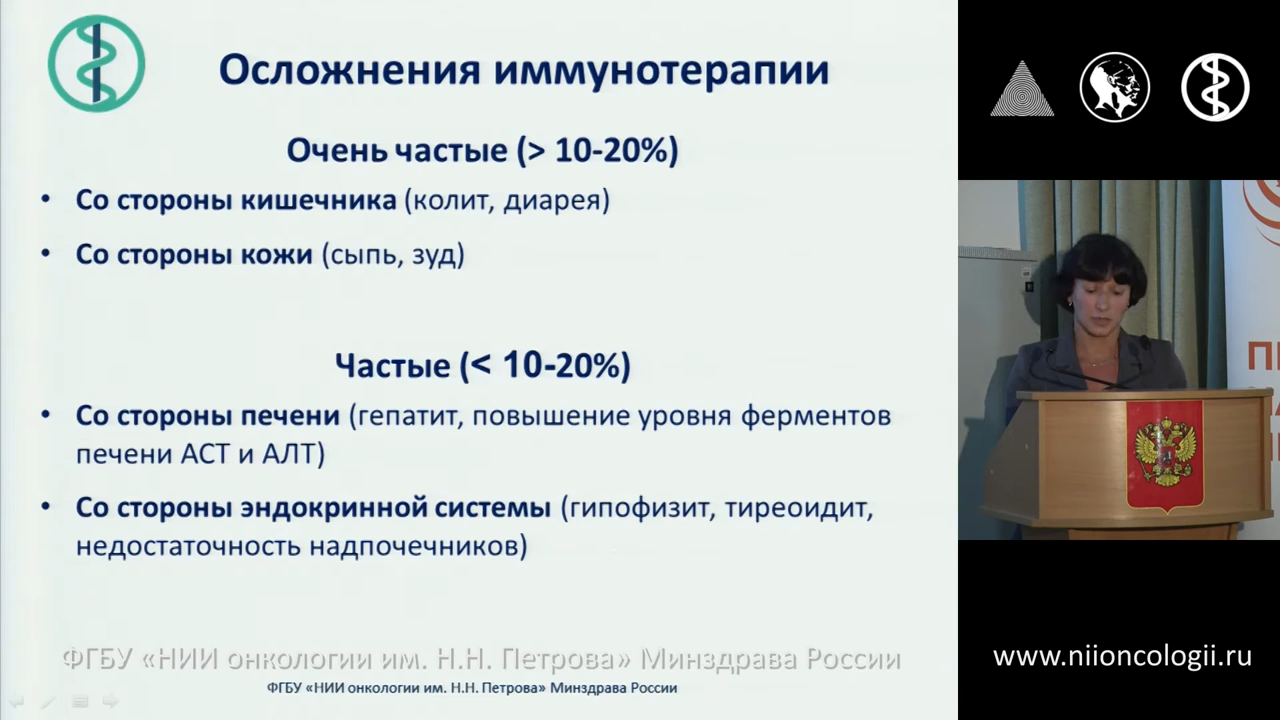 Осложнения иммунотерапии
Очень частые (> 10-20%)
• Со стороны кишечника (колит, диарея)
• Со стороны кожи (сыпь, зуд)
Частые (< 10-20%)
• Со стороны печени (гепатит, повышение уровня ферментов
печени АСТ и АЛТ)
• Со стороны эндокринной системы (гипофизит, тиреоидит,
недостаточность надпочечников)
ФГБУ «НИИ онкологии им. Н.Н. Петрова» Минздрава России
ФГБУ «НИИ онкологии им. Н.Н. Петрова» Минздрава России
www.niioncologii.ru